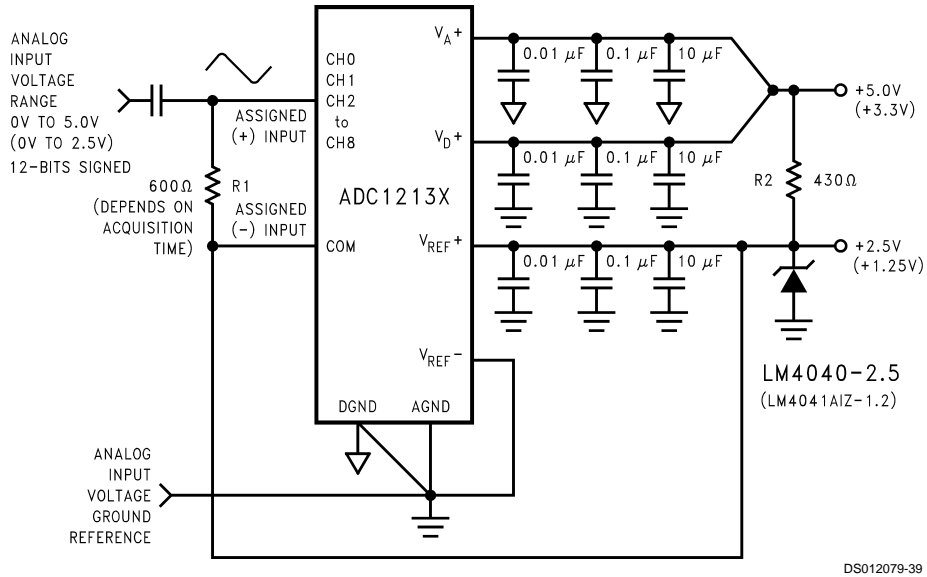 ANALOG
INPUT
VOLTAGE
RANGE
0V TO 5.0V
(0V TO 2.5V)
12-BITS SIGNED
600Ω
(DEPENDS ON
ACQUISITION
TIME)
R1
ASSIGNED
(+) INPUT
ASSIGNED
(-) INPUT
CH0
CH1
CH2
to
CH8
COM
ADC1213X
VA+
VD+
VREF+
VREF-
DGND
AGND
0.01 μF
0.1 μF
10 μF
0.01 μF
0.1 μF
10 μF
0.01 μF
0.1 μF
10 μF
+5.0V
(+3.3V)
R2
430Ω
+2.5V
(+1.25V)
LM4040-2.5
(LM4041AIZ-1.2)
ANALOG
INPUT
VOLTAGE
GROUND
REFERENCE
DS012079-39